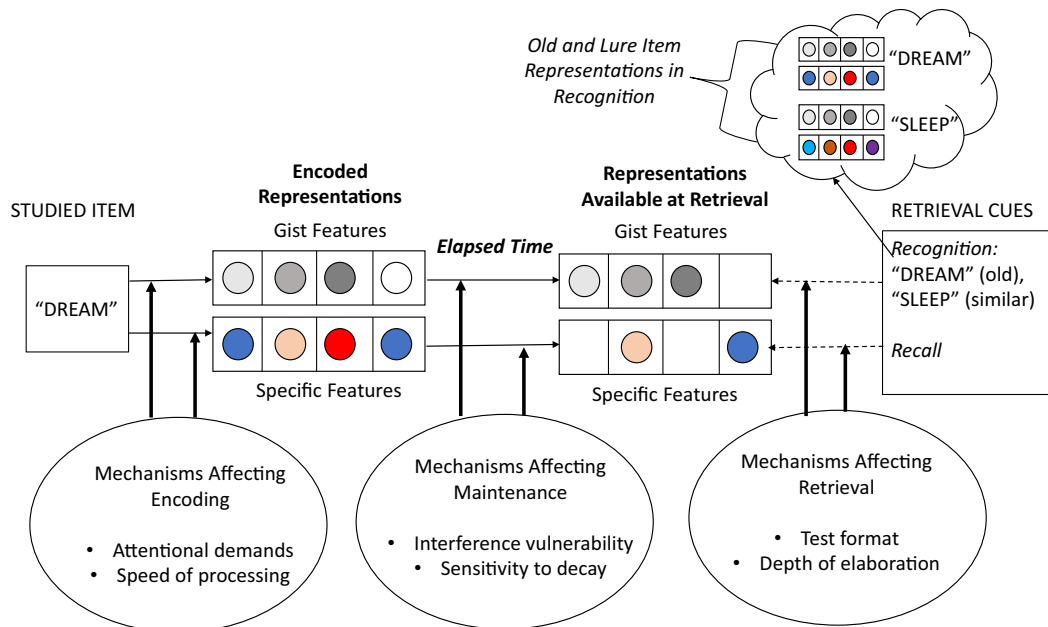 Old and Lure Item
Representations in
Recognition
“DREAM”
“SLEEP”
Encoded
Representations
Representations
Available at Retrieval
STUDIED ITEM
RETRIEVAL CUES
Gist Features
Elapsed Time
Gist Features
“DREAM”
Recognition:
“DREAM” (old),
“SLEEP” (similar)
Recall
Specific Features
Specific Features
Mechanisms Affecting
Encoding
• Attentional demands
• Speed of processing
Mechanisms Affecting
Maintenance
• Interference vulnerability
• Sensitivity to decay
Mechanisms Affecting
Retrieval
• Test format
• Depth of elaboration